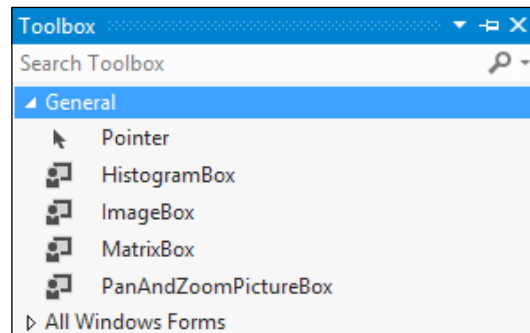 Toolbox
Search Toolbox
General
Pointer
HistogramBox
ImageBox
MatrixBox
PanAndZoomPictureBox
All Windows Forms